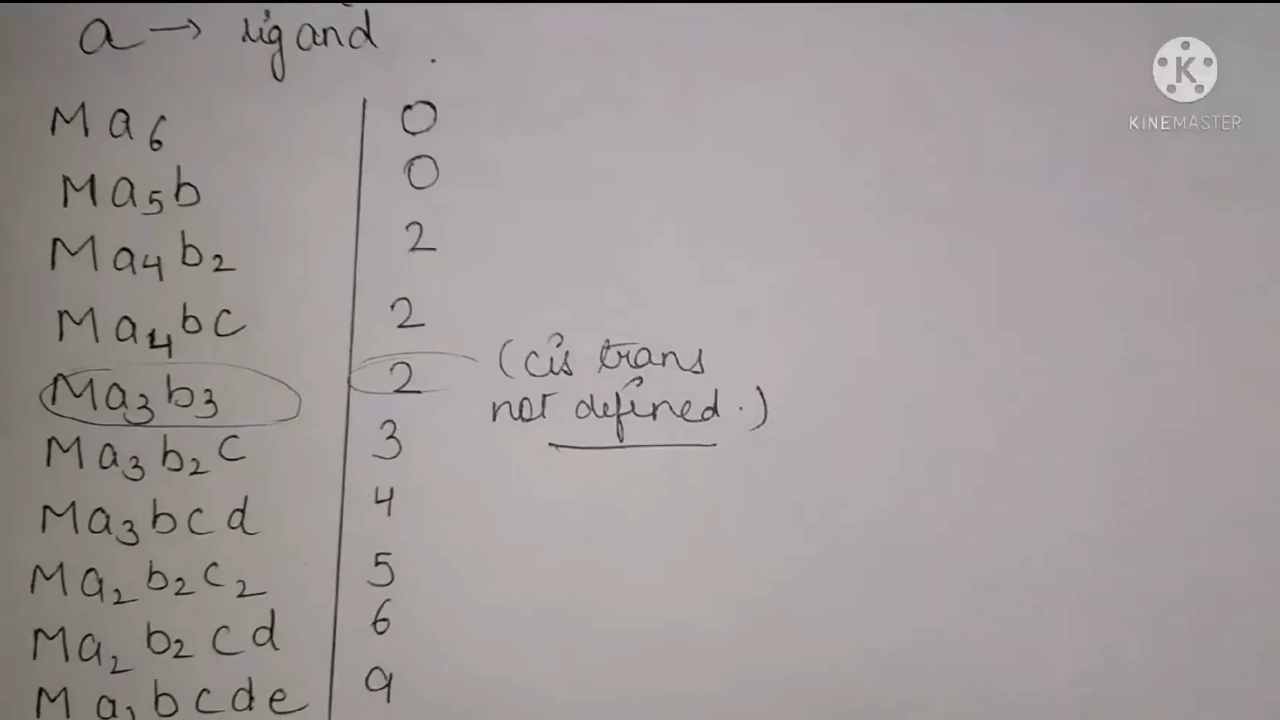 a → ligand
KINEMASTER
Ma₆ 0
Ma₅b 0
Ma₄b₂ 2
Ma₄bc 2
Ma₃b₃ 2 (cis trans
not defined.)
Ma₃b₂c 3
Ma₃bcd 4
Ma₂b₂c₂ 5
Ma₂b₂cd 6
Ma₂bcde 9